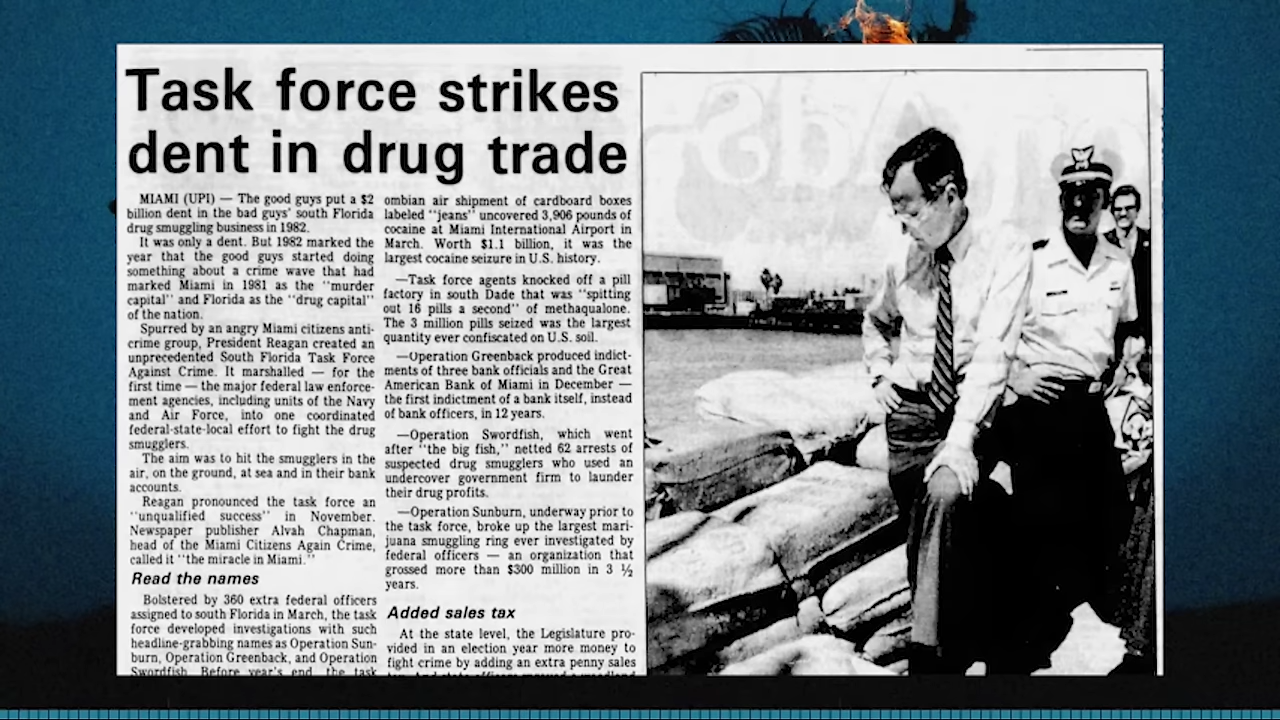 Task force strikes
dent in drug trade
MIAMI (UPI) — The good guys put a $2
billion dent in the bad guys' south Florida
drug smuggling business in 1982.
It was only a dent. But 1982 marked the
year that the good guys started doing
something about a crime wave that had
marked Miami in 1981 as the "murder
capital" and Florida as the "drug capital"
of the nation.
Spurred by an angry Miami citizens anti-
crime group, President Reagan created an
unprecedented South Florida Task Force
Against Crime. It marshalled — for the
first time — the major federal law enforce-
ment agencies, including units of the Navy
and Air Force, into one coordinated
federal-state-local effort to fight the drug
smugglers.
The aim was to hit the smugglers in the
air, on the ground, at sea and in their bank
accounts.
Reagan pronounced the task force an
"unqualified success" in November.
Newspaper publisher Alvah Chapman,
head of the Miami Citizens Again Crime,
called it "the miracle in Miami."
Read the names
Bolstered by 360 extra federal officers
assigned to south Florida in March, the task
force developed investigations with such
headline-grabbing names as Operation Sun-
burn, Operation Greenback, and Operation
Swordfish. Before year's end, the task
ombian air shipment of cardboard boxes
labeled "jeans" uncovered 3,906 pounds of
cocaine at Miami International Airport in
March. Worth $1.1 billion, it was the
largest cocaine seizure in U.S. history.
—Task force agents knocked off a pill
factory in south Dade that was "spitting
out 16 pills a second" of methaqualone.
The 3 million pills seized was the largest
quantity ever confiscated on U.S. soil.
—Operation Greenback produced indict-
ments of three bank officials and the Great
American Bank of Miami in December —
the first indictment of a bank itself, instead
of bank officers, in 12 years.
—Operation Swordfish, which went
after "the big fish," netted 62 arrests of
suspected drug smugglers who used an
undercover government firm to launder
their drug profits.
—Operation Sunburn, underway prior to
the task force, broke up the largest mari-
juana smuggling ring ever investigated by
federal officers — an organization that
grossed more than $300 million in 3 ½
years.
Added sales tax
At the state level, the Legislature pro-
vided in an election year more money to
fight crime by adding an extra penny sales